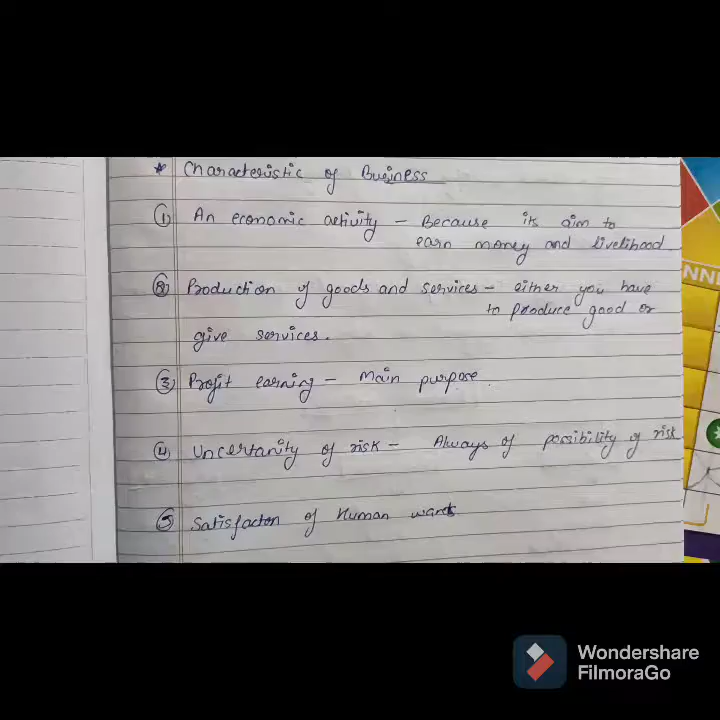 * Characteristic of Business
① An economic activity - Because its aim to
earn money and livelihood
② Production of goods and services - either you have
to produce good or
give services.
③ Profit earning - Main purpose.
④ Uncertanity of risk - Always of possibility of risk
⑤ Satisfacton of Human wants.
NN
Wondershare
FilmoraGo